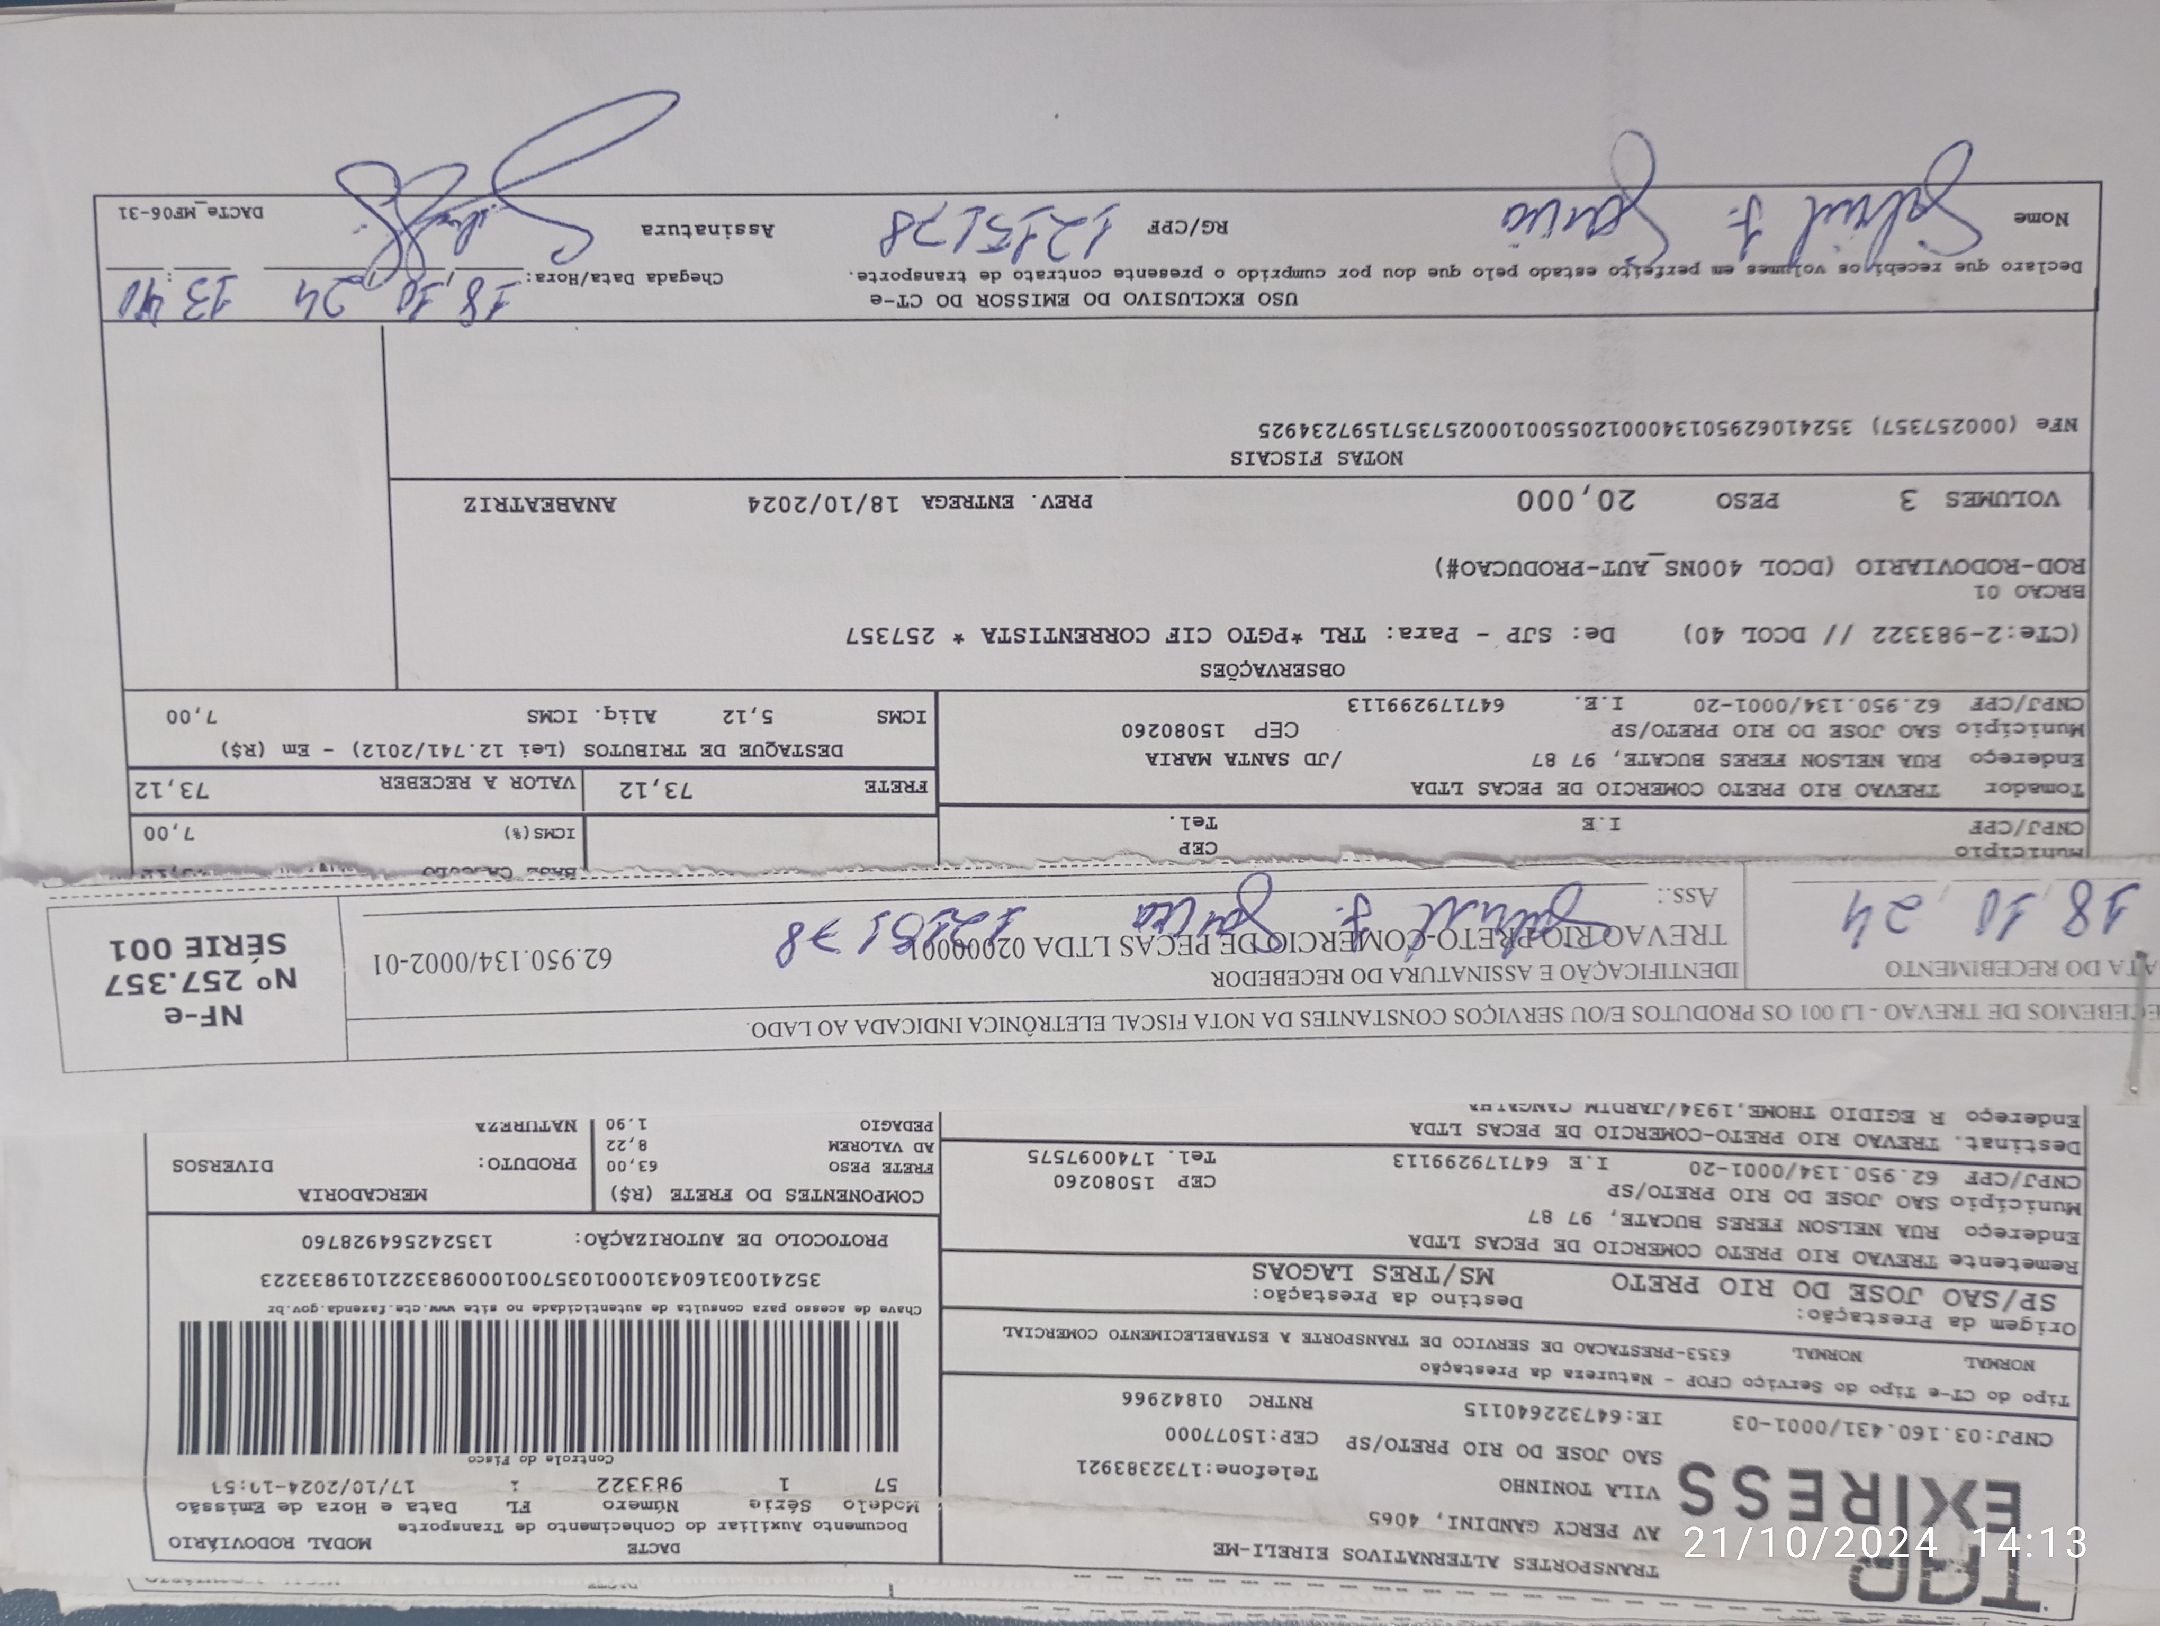 TAP
EXPRESS
TRANSPORTES ALTERNATIVOS EIRELI-ME
AV PERCY GANDINI, 4065
VILA TONINHO Telefone:1732383921
SAO JOSE DO RIO PRETO/SP CEP:15077000
CNPJ:03.160.431/0001-03 IE:647322640115 RNTRC 01842966
DACTE MODAL RODOVIÁRIO
Documento Auxiliar do Conhecimento de Transporte
Modelo Série Número FL Data e Hora de Emissão
57 1 983322 1 17/10/2024
Controle do Fisco
Tipo do CT-e Tipo do Serviço CFOP - Natureza da Prestação
NORMAL NORMAL 6353-PRESTACAO DE SERVICO DE TRANSPORTE A ESTABELECIMENTO COMERCIAL
Origem da Prestação: Destino da Prestação:
SP/SAO JOSE DO RIO PRETO MS/TRES LAGOAS
Chave de acesso para consulta de autenticidade no site www.cte.fazenda.gov.br
35241003160431000103570010009833221019833223
PROTOCOLO DE AUTORIZAÇÃO: 135242564928760
Remetente TREVAO RIO PRETO COMERCIO DE PECAS LTDA
Endereço RUA NELSON FERES BUCATE, 97 87
Município SAO JOSE DO RIO PRETO/SP CEP 15080260
CNPJ/CPF 62.950.134/0001-20 I.E 647179299113 Tel. 1740097575
Destinat. TREVAO RIO PRETO-COMERCIO DE PECAS LTDA
Endereço R EGIDIO THOME,1934/JARDIM CANGALHA
COMPONENTES DO FRETE (R$) MERCADORIA
FRETE PESO 63,00 PRODUTO: DIVERSOS
AD VALOREM 8,22
PEDAGIO 1.90 NATUREZA
RECEBEMOS DE TREVAO - LJ 001 OS PRODUTOS E/OU SERVIÇOS CONSTANTES DA NOTA FISCAL ELETRÔNICA INDICADA AO LADO.
DATA DO RECEBIMENTO IDENTIFICAÇÃO E ASSINATURA DO RECEBEDOR
TREVAO RIO PRETO-COMERCIO DE PECAS LTDA 02000001 62.950.134/0002-01
18 10 24 Ass.: Gabriel F. 1215178
NF-e
Nº 257.357
SÉRIE 001
Município CEP BASE CALCULO
CNPJ/CPF I.E Tel. ICMS(%) 7,00
Tomador TREVAO RIO PRETO COMERCIO DE PECAS LTDA
Endereço RUA NELSON FERES BUCATE, 97 87 /JD SANTA MARIA
Município SAO JOSE DO RIO PRETO/SP CEP 15080260
CNPJ/CPF 62.950.134/0001-20 I.E. 647179299113
FRETE 73,12 VALOR A RECEBER 73,12
DESTAQUE DE TRIBUTOS (Lei 12.741/2012) - Em (R$)
ICMS 5,12 Aliq. ICMS 7,00
OBSERVAÇÕES
(CTe:2-983322 // DCOL 40) De: SJP - Para: TRL *PGTO CIF CORRENTISTA * 257357
BRCAO 01
ROD-RODOVIARIO (DCOL 400NS_AUT-PRODUCAO#)
VOLUMES 3 PESO 20,000 PREV. ENTREGA 18/10/2024 ANABEATRIZ
NOTAS FISCAIS
NFe (000257357) 35241062950134000120550010002573571597234925
USO EXCLUSIVO DO EMISSOR DO CT-e
Declaro que recebi os volumes em perfeito estado pelo que dou por cumprido o presente contrato de transporte.
Chegada Data/Hora: 18, 10, 24 13:40
Nome Gabriel F. RG/CPF 1215178 Assinatura
DACTe_MF06-31
21/10/2024 14:13